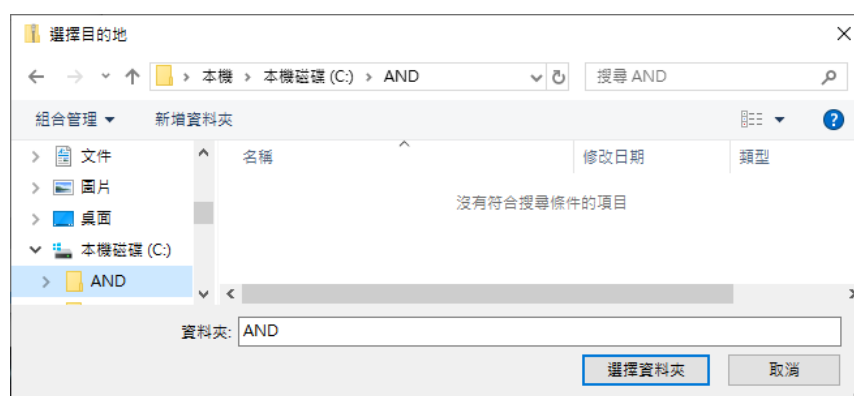 選擇目的地
本機 › 本機磁碟 (C:) › AND
搜尋 AND
組合管理 新增資料夾
名稱 修改日期 類型
文件
圖片
桌面
本機磁碟 (C:)
AND
沒有符合搜尋條件的項目
資料夾: AND
選擇資料夾 取消